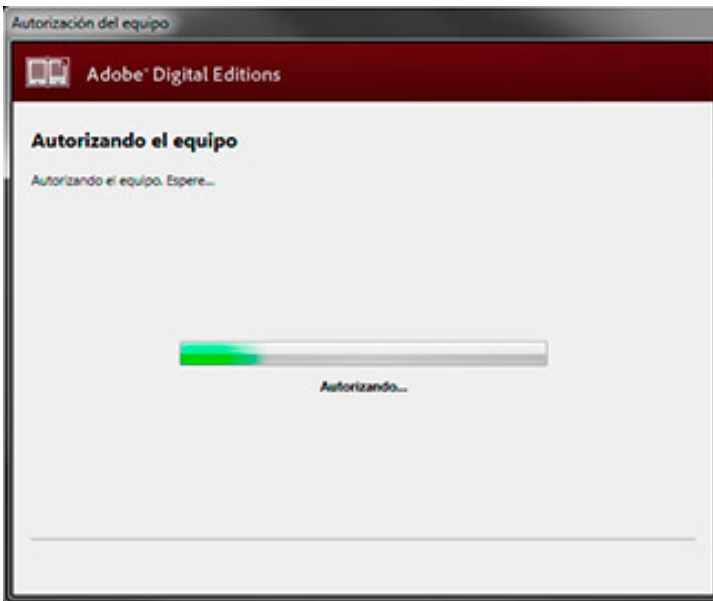 Autorización del equipo
Adobe® Digital Editions
Autorizando el equipo
Autorizando el equipo. Espere...
Autorizando...